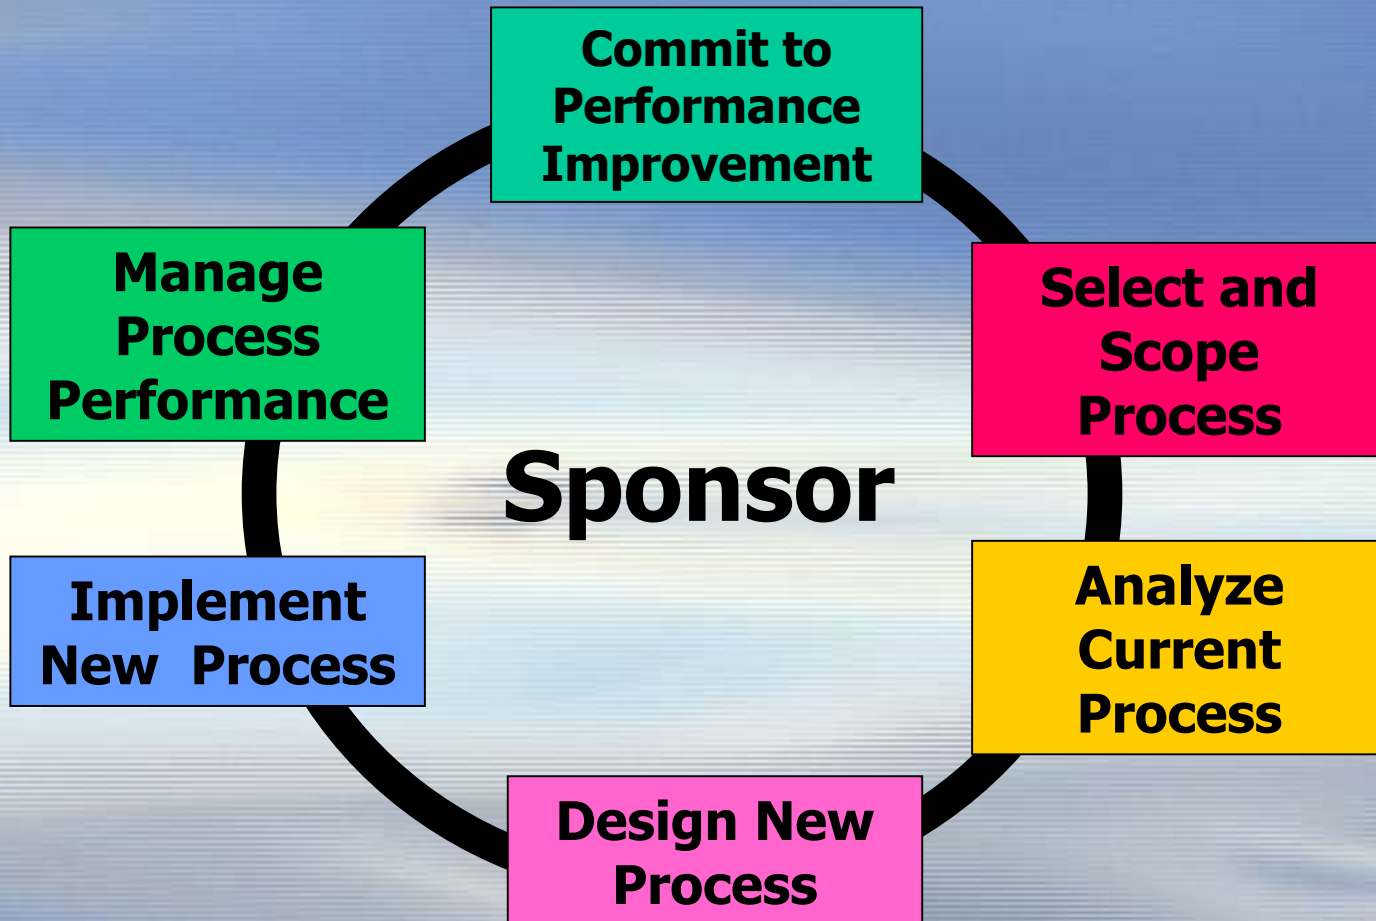 Commit to
Performance
Improvement
Manage
Process
Performance
Select and
Scope
Process
Sponsor
Implement
New  Process
Analyze
Current
Process
Design New
Process